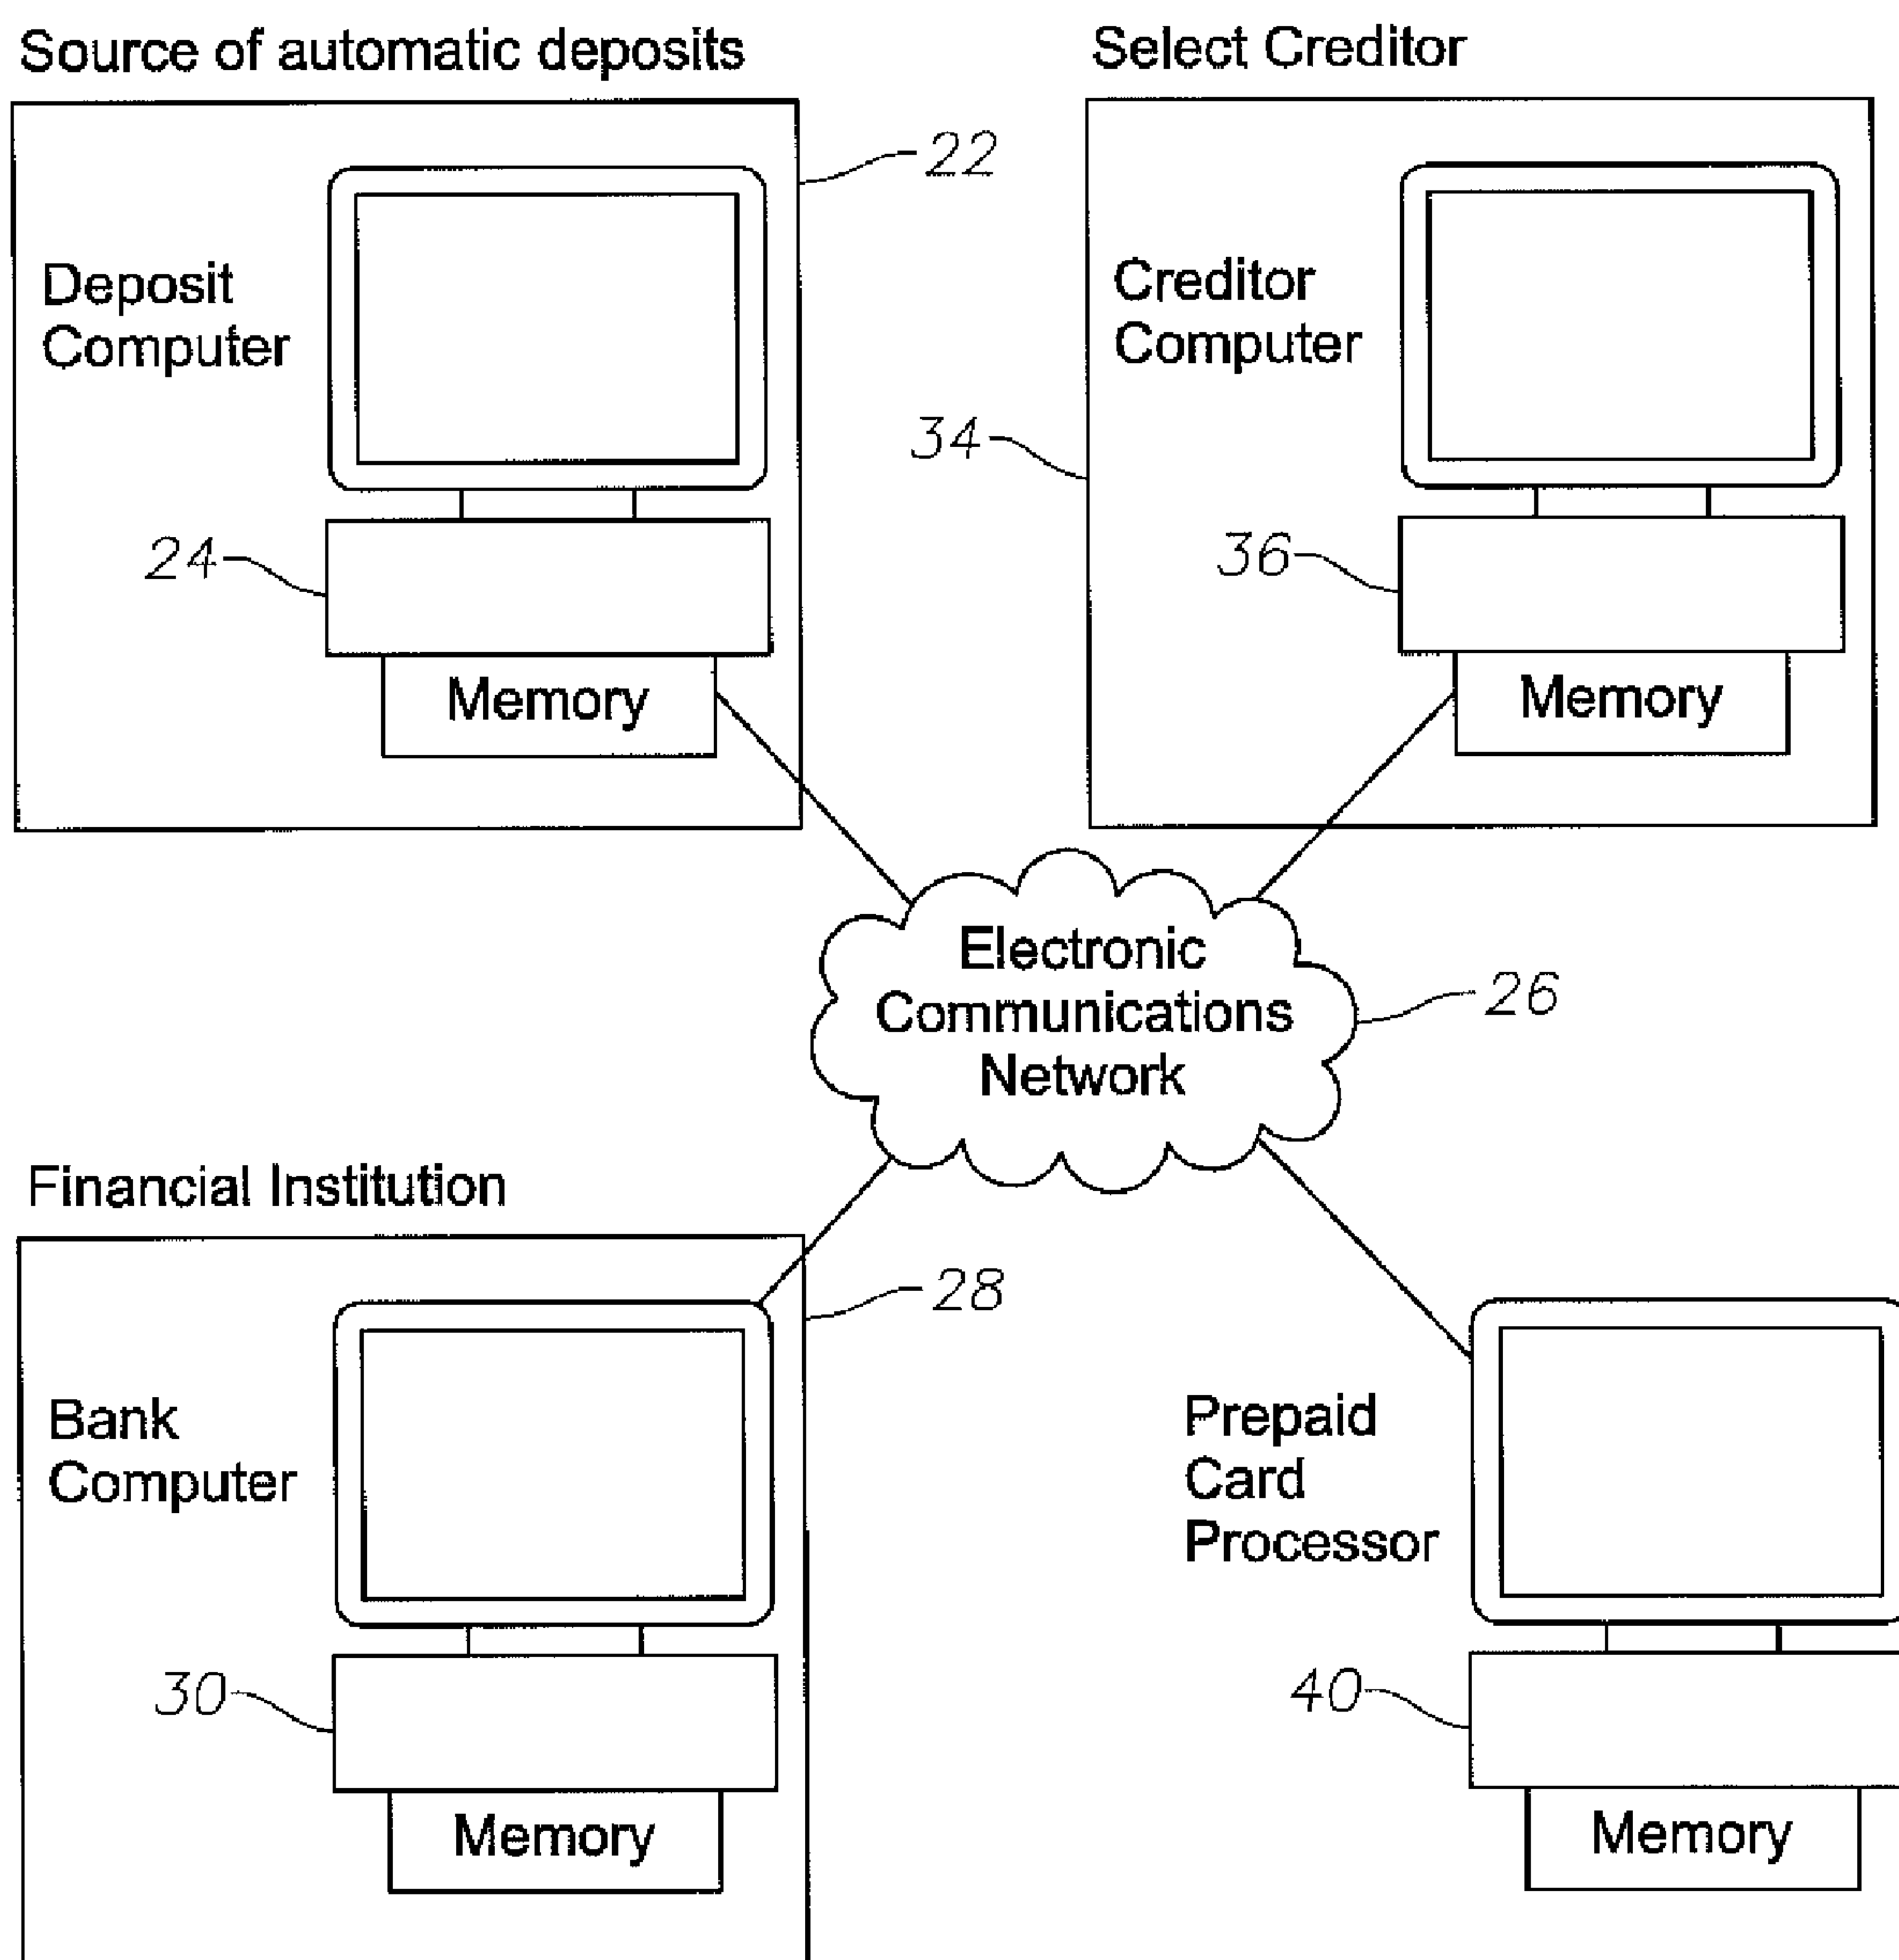 Source of automatic deposits
Select Creditor
22
Deposit
Computer
Creditor
Computer
34
24
36
Memory
Memory
Electronic
Communications
Network
26
Financial Institution
28
Bank
Computer
Prepaid
Card
Processor
30
40
Memory
Memory